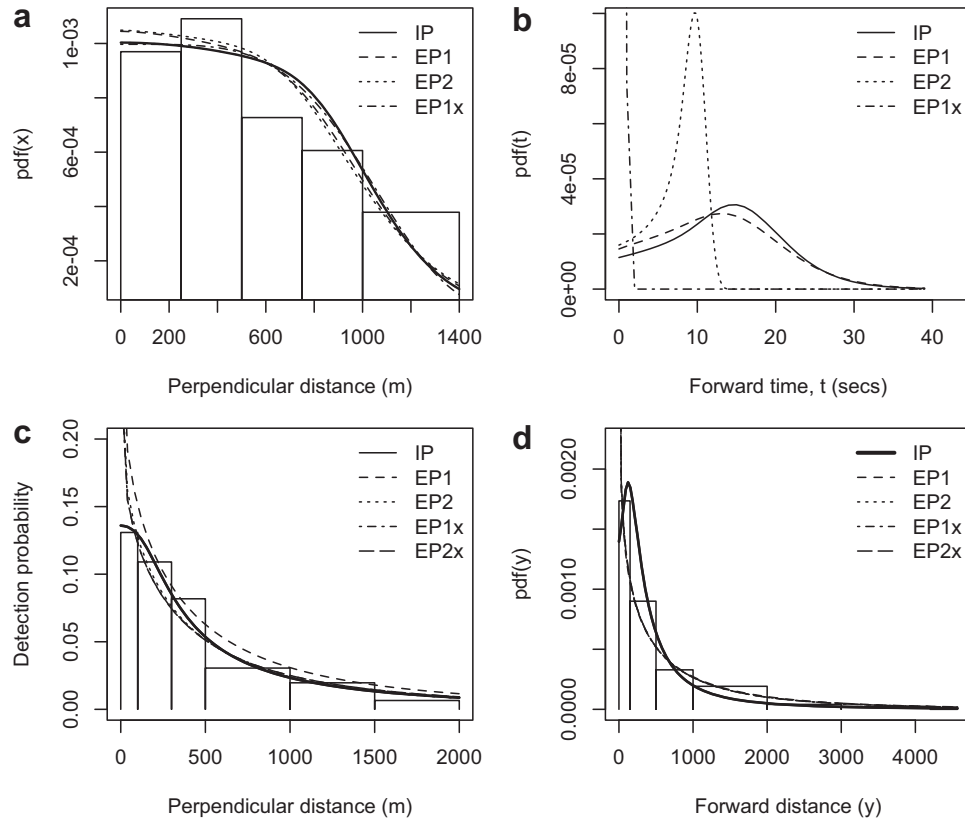 a
pdf(x)
1e-03
6e-04
2e-04
IP
EP1
EP2
EP1x
0 200 600 1000 1400
Perpendicular distance (m)
b
pdf(t)
8e-05
4e-05
0e+00
IP
EP1
EP2
EP1x
0 10 20 30 40
Forward time, t (secs)
c
Detection probability
0.20
0.15
0.10
0.05
0.00
IP
EP1
EP2
EP1x
EP2x
0 500 1000 1500 2000
Perpendicular distance (m)
d
pdf(y)
0.0020
0.0010
0.0000
IP
EP1
EP2
EP1x
EP2x
0 1000 2000 3000 4000
Forward distance (y)